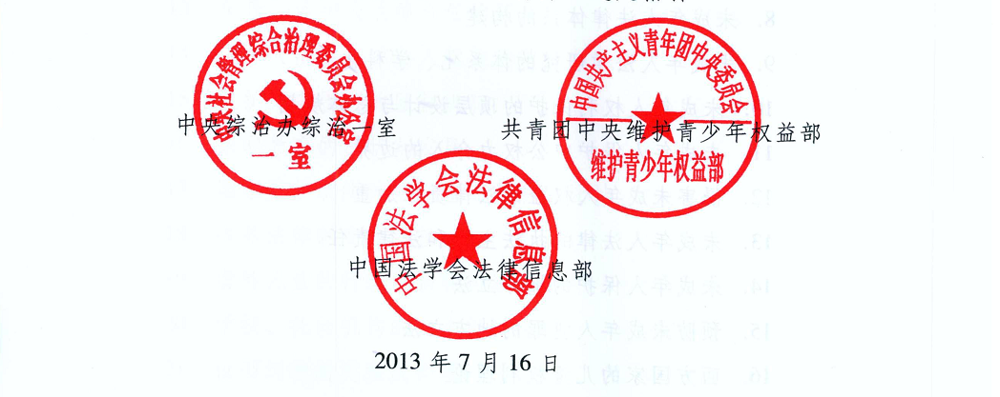 中央社会管理综合治理委员会办公室
一室
中央综治办综治一室
中国共产主义青年团中央委员会
维护青少年权益部
共青团中央维护青少年权益部
中国法学会法律信息部
中国法学会法律信息部
2013年7月16日